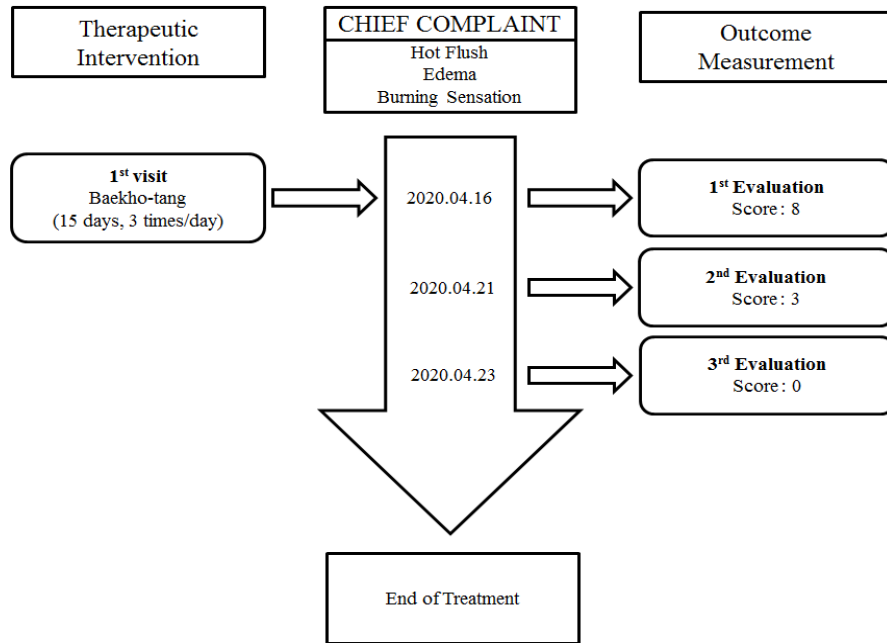 Therapeutic
Intervention
CHIEF COMPLAINT
Hot Flush
Edema
Burning Sensation
Outcome
Measurement
1st visit
Baekho-tang
(15 days, 3 times/day)
2020.04.16
1st Evaluation
Score : 8
2020.04.21
2nd Evaluation
Score : 3
2020.04.23
3rd Evaluation
Score : 0
End of Treatment